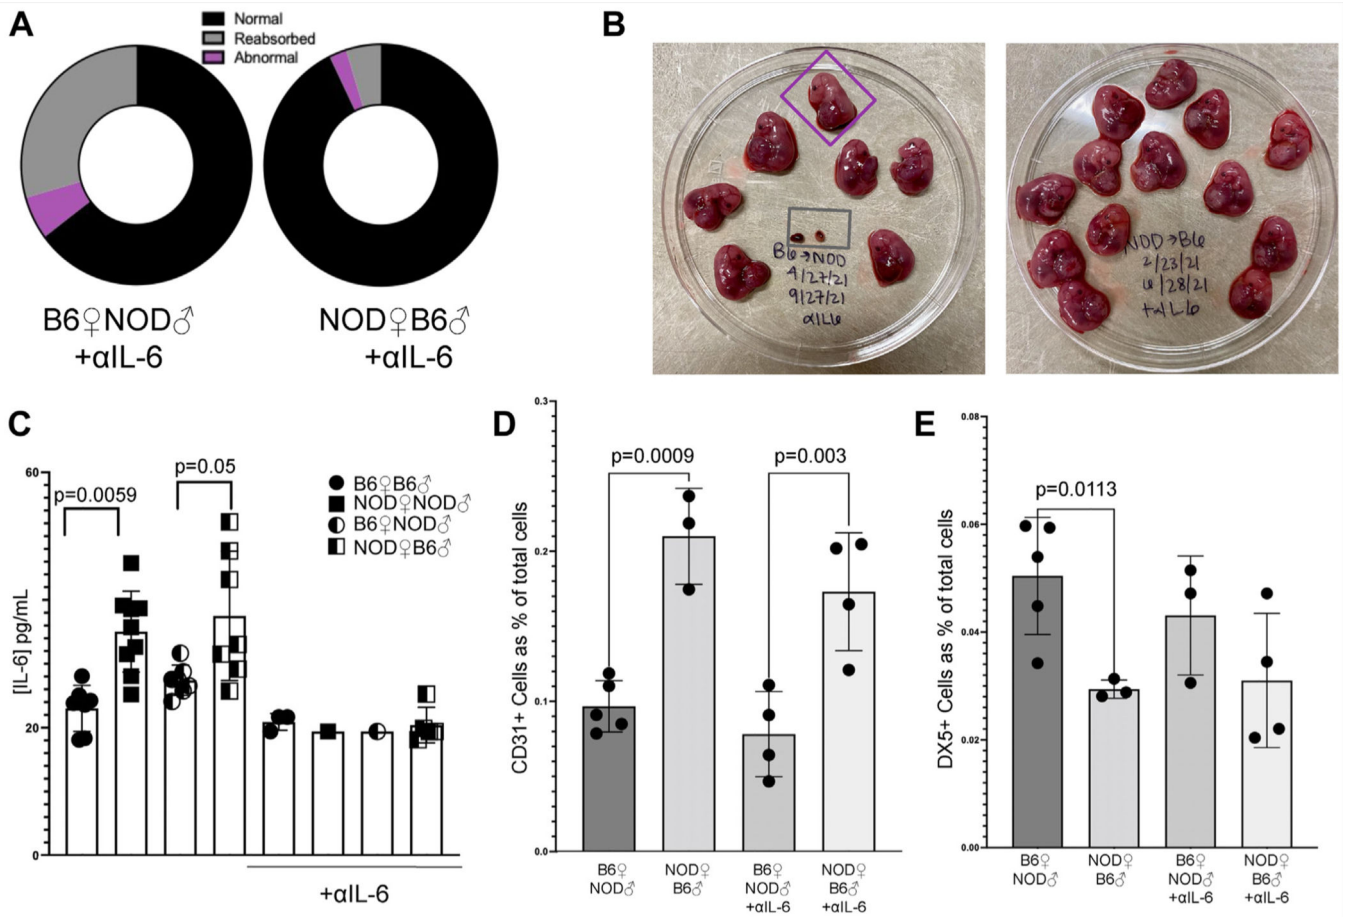 A
Normal
Reabsorbed
Abnormal
B6♀NOD♂
+αIL-6
NOD♀B6♂
+αIL-6
B
B6→NOD
4/27/21
9/27/21
αIL6
NOD→B6
2/23/21
6/28/21
+αIL6
C
[IL-6] pg/mL
60
20
0
p=0.0059
p=0.05
B6♀B6♂
NOD♀NOD♂
B6♀NOD♂
NOD♀B6♂
+αIL-6
D
CD31+ Cells as % of total cells
0.3
0.2
0.1
0.0
p=0.0009
p=0.003
B6♀
NOD♂
NOD♀
B6♂
B6♀
NOD♂
+αIL-6
NOD♀
B6♂
+αIL-6
E
DX5+ Cells as % of total cells
0.08
0.06
0.04
0.02
0.00
p=0.0113
B6♀
NOD♂
NOD♀
B6♂
B6♀
NOD♂
+αIL-6
NOD♀
B6♂
+αIL-6